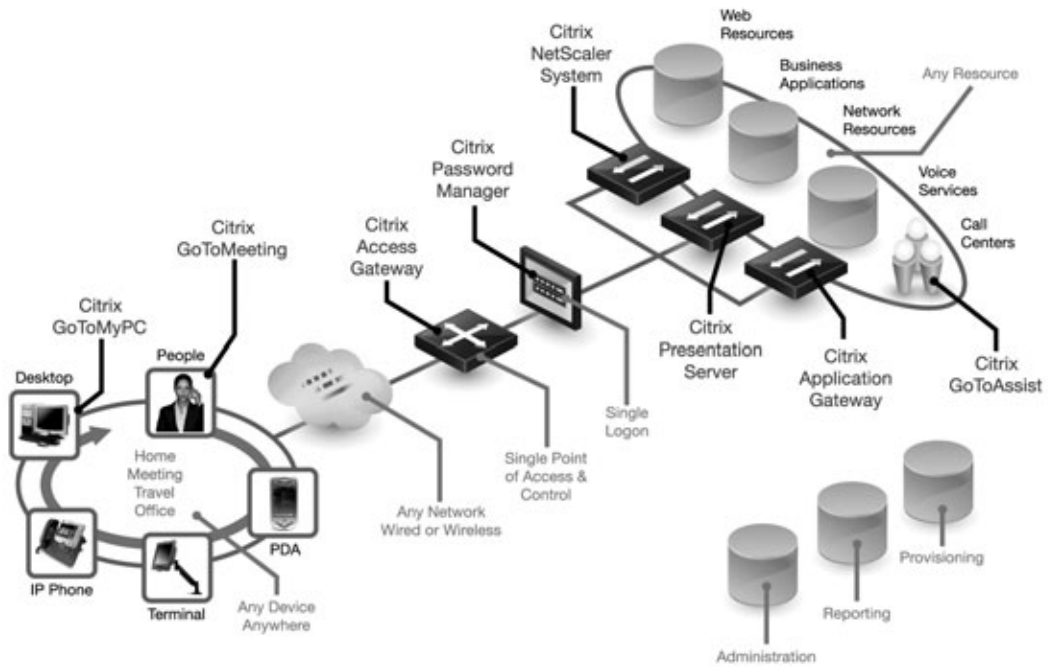 Web
Resources
Citrix
NetScaler
System
Business
Applications
Any Resource
Network
Resources
Citrix
Password
Manager
Voice
Services
Call
Centers
Citrix
GoToMeeting
Citrix
Access
Gateway
Citrix
GoToMyPC
Citrix
Presentation
Server
Citrix
Application
Gateway
Citrix
GoToAssist
People
Desktop
Single
Logon
Home
Meeting
Travel
Office
Single Point
of Access &
Control
Any Network
Wired or Wireless
PDA
IP Phone
Terminal
Any Device
Anywhere
Provisioning
Reporting
Administration